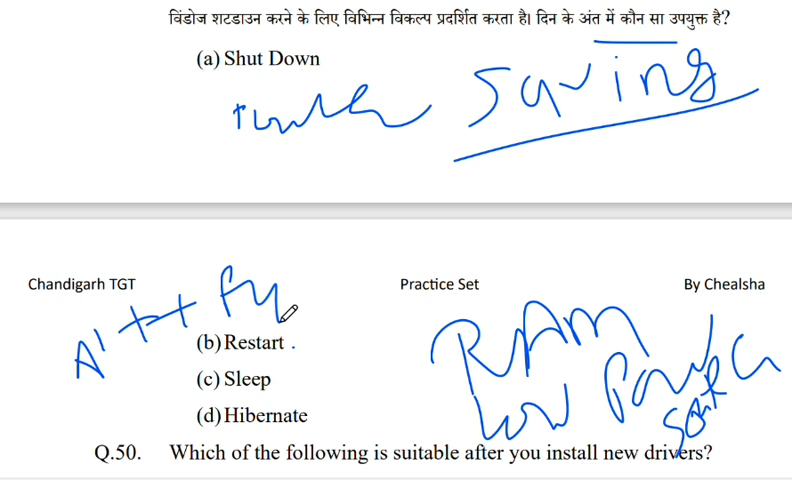 विंडोज शटडाउन करने के लिए विभिन्न विकल्प प्रदर्शित करता है। दिन के अंत में कौन सा उपयुक्त है?
(a) Shut Down
Saving
Chandigarh TGT Practice Set By Chealsha
RAM
(b) Restart .
(c) Sleep
low
(d) Hibernate
Q.50. Which of the following is suitable after you install new drivers?